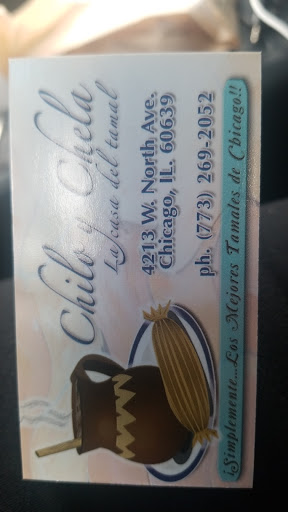 Chilo y Chela
La casa del tamal
4213 W. North Ave.
Chicago, IL. 60639
ph. (773) 269-2052
¡Simplemente...Los Mejores Tamales de Chicago!!